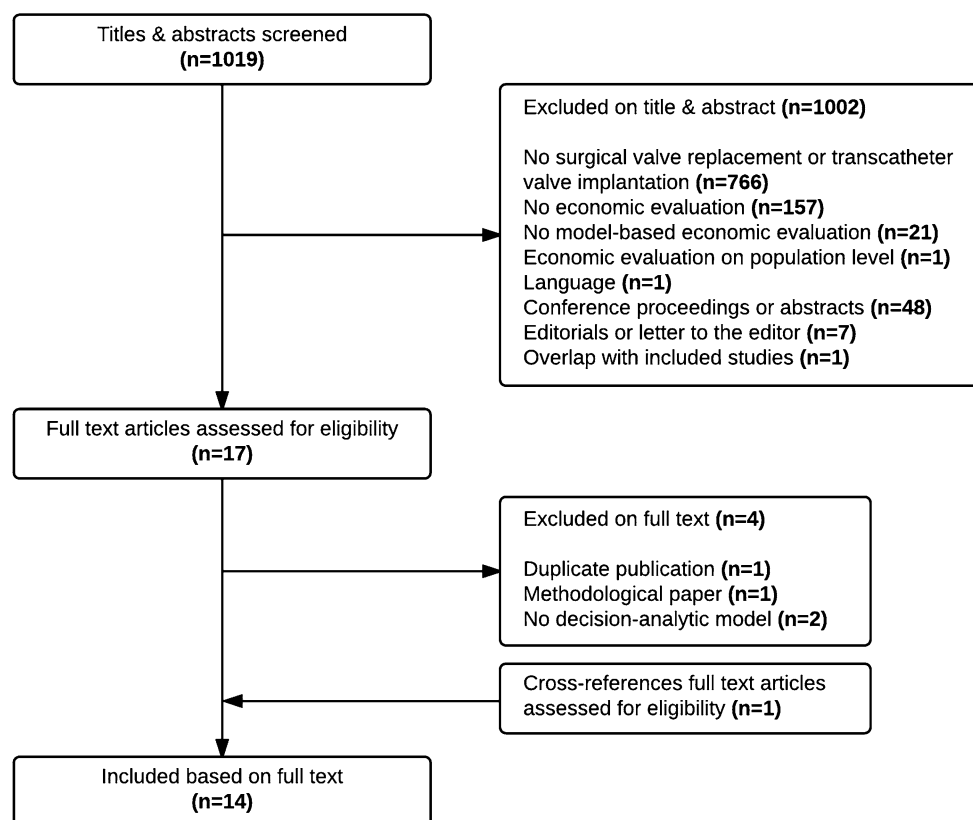 Titles & abstracts screened
(n=1019)
Excluded on title & abstract (n=1002)
No surgical valve replacement or transcatheter
valve implantation (n=766)
No economic evaluation (n=157)
No model-based economic evaluation (n=21)
Economic evaluation on population level (n=1)
Language (n=1)
Conference proceedings or abstracts (n=48)
Editorials or letter to the editor (n=7)
Overlap with included studies (n=1)
Full text articles assessed for eligibility
(n=17)
Excluded on full text (n=4)
Duplicate publication (n=1)
Methodological paper (n=1)
No decision-analytic model (n=2)
Cross-references full text articles
assessed for eligibility (n=1)
Included based on full text
(n=14)